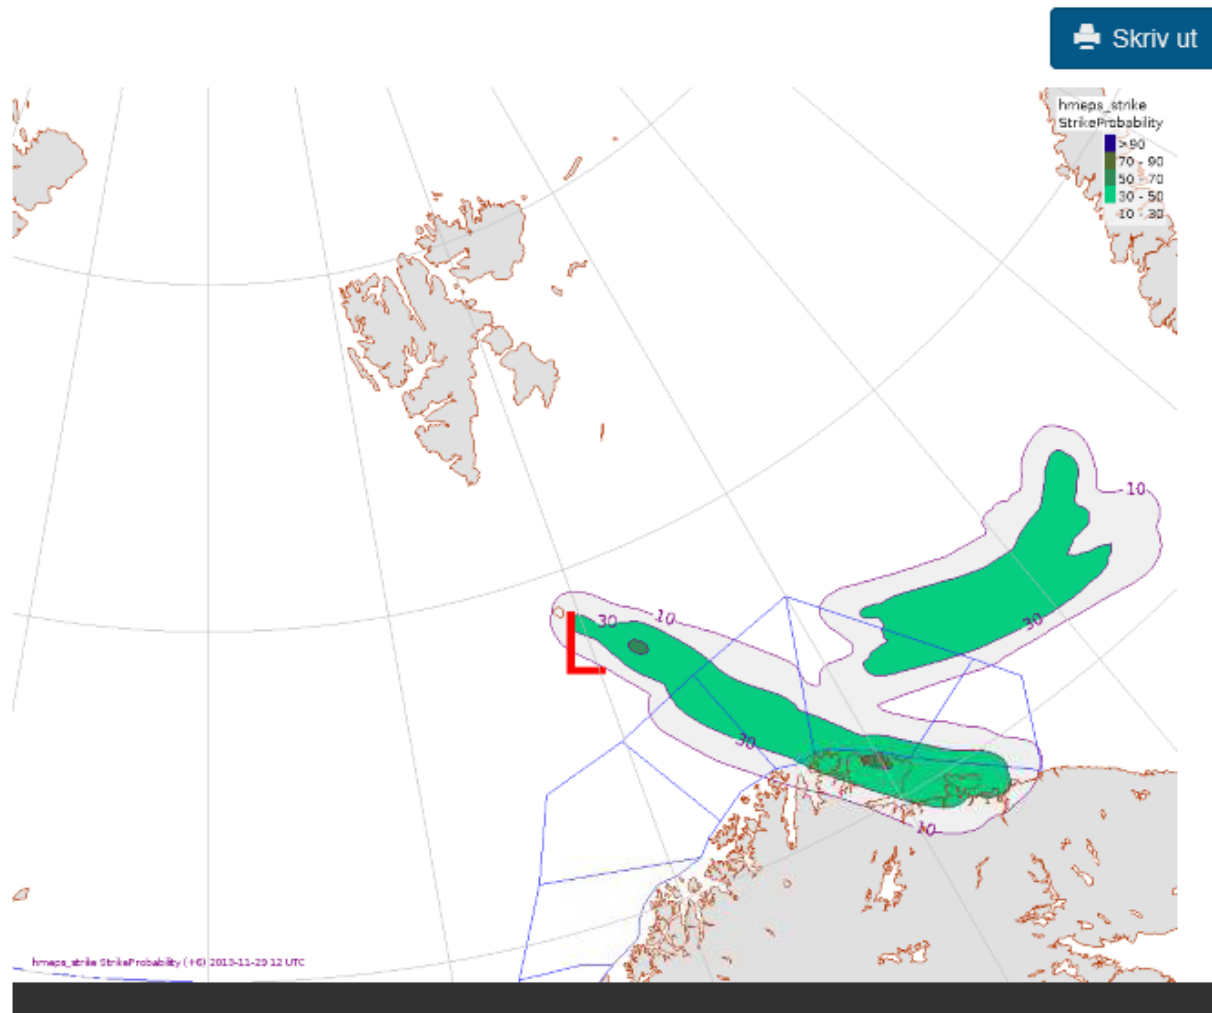 Skriv ut
hmeps_strike
StrikeProbability
>90
70 - 90
50 - 70
30 - 50
10 - 30
10
30
10
L
30
30
10
hmeps_strike StrikeProbability (+6) 2013-11-29 12 UTC